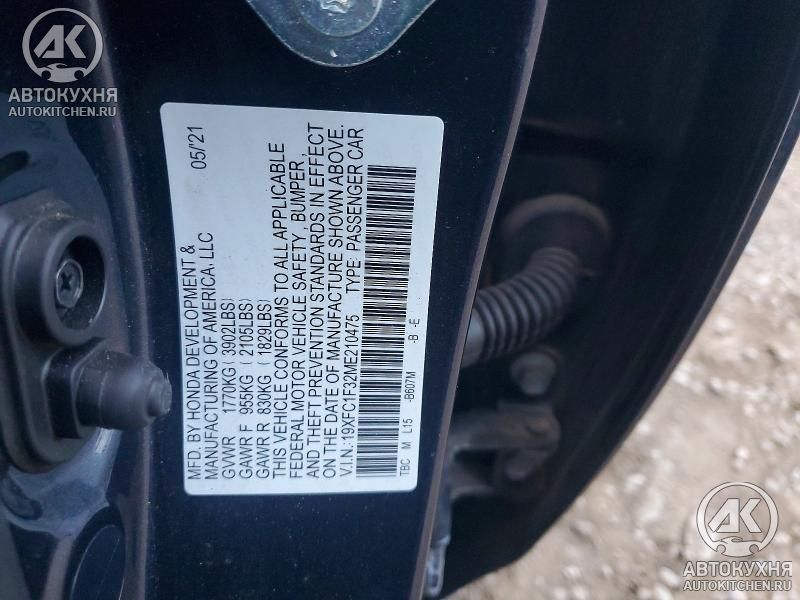 АК
АВТОКУХНЯ
AUTOKITCHEN.RU
MFD. BY HONDA DEVELOPMENT & 05/'21
MANUFACTURING OF AMERICA, LLC
GVWR 1770KG(3902LBS)
GAWR F 955KG (2105LBS)
GAWR R 830KG (1829LBS)
THIS VEHICLE CONFORMS TO ALL APPLICABLE
FEDERAL MOTOR VEHICLE SAFETY, BUMPER,
AND THEFT PREVENTION STANDARDS IN EFFECT
ON THE DATE OF MANUFACTURE SHOWN ABOVE.
V.I.N.:19XFC1F32ME210475 TYPE: PASSENGER CAR
TBC M L15 -B607M -B -E
АК
АВТОКУХНЯ
AUTOKITCHEN.RU